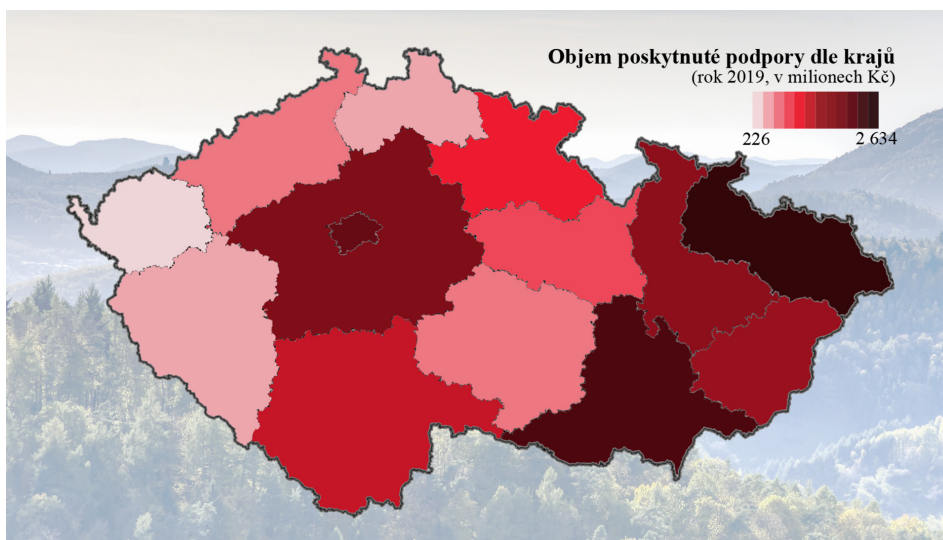 Objem poskytnuté podpory dle krajů
(rok 2019, v milionech Kč)
226 2 634